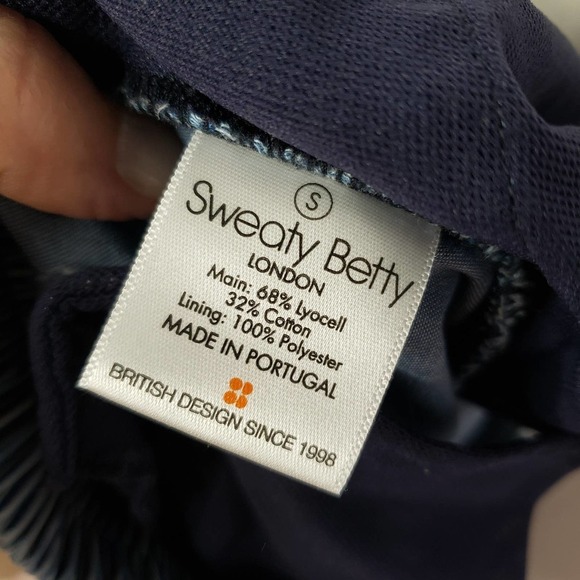 S
Sweaty Betty
LONDON
Main: 68% Lyocell
32% Cotton
Lining: 100% Polyester
MADE IN PORTUGAL
BRITISH DESIGN SINCE 1998